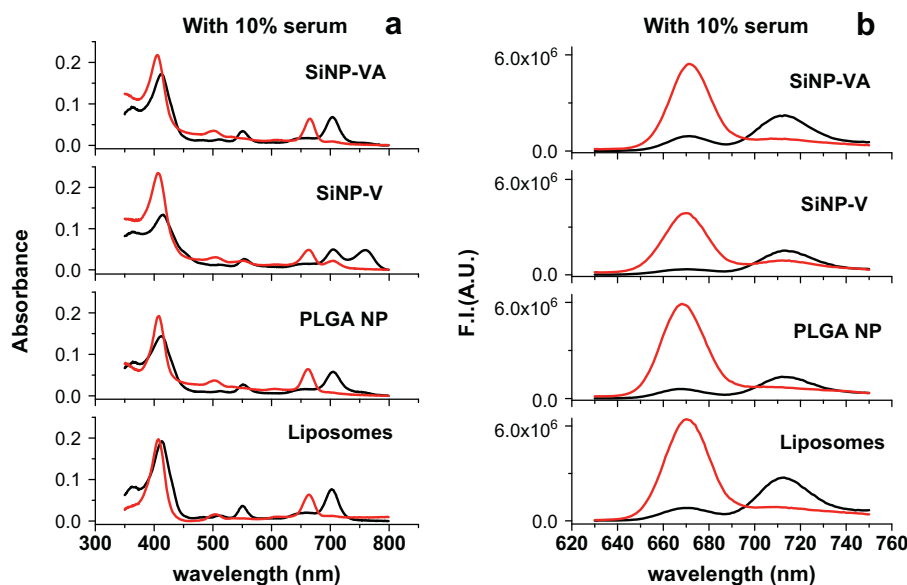 With 10% serum a
SiNP-VA
0.2
0.1
0.0
SiNP-V
0.2
0.1
0.0
PLGA NP
0.2
0.1
0.0
Liposomes
0.2
0.1
0.0
300 400 500 600 700 800
wavelength (nm)
Absorbance
With 10% serum b
6.0x10⁶
SiNP-VA
0.0
6.0x10⁶
SiNP-V
0.0
6.0x10⁶
PLGA NP
0.0
6.0x10⁶
Liposomes
0.0
620 640 660 680 700 720 740 760
wavelength (nm)
F.I.(A.U.)